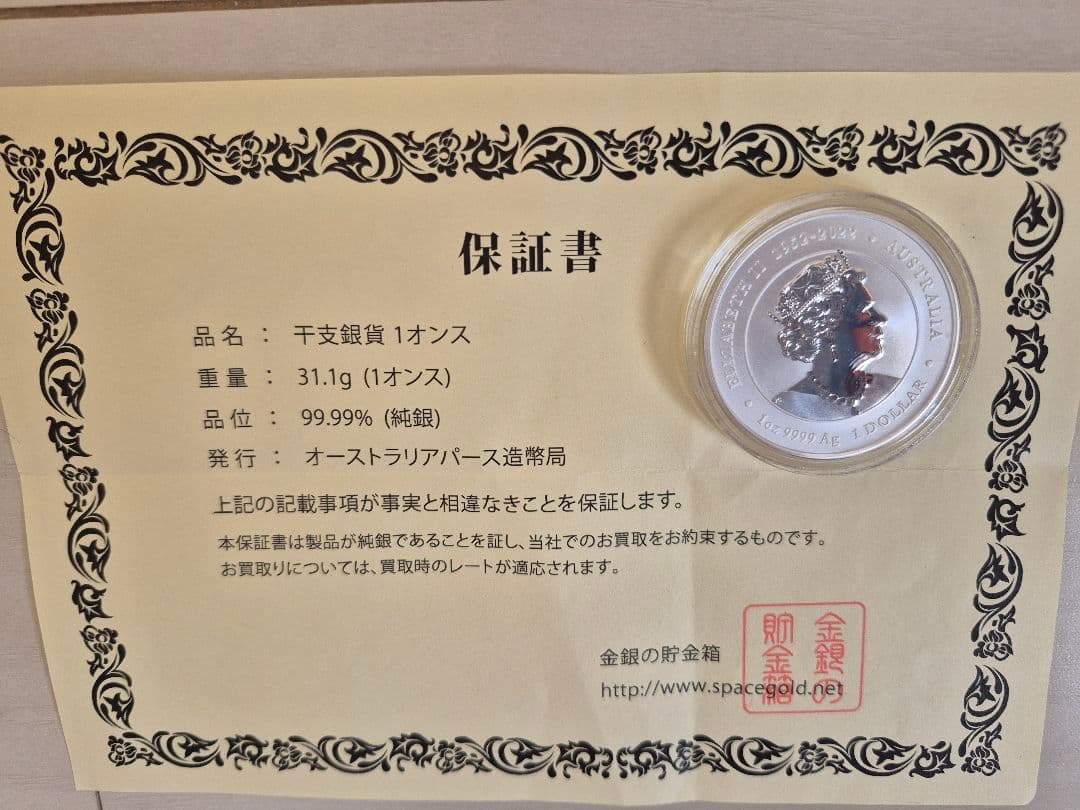 保証書
品名 ： 干支銀貨 1オンス
重量 ： 31.1g (1オンス)
品位 ： 99.99% (純銀)
発行 ： オーストラリアパース造幣局
上記の記載事項が事実と相違なきことを保証します。
本保証書は製品が純銀であることを証し、当社でのお買取をお約束するものです。
お買取りについては、買取時のレートが適応されます。
金銀の貯金箱
http://www.spacegold.net
金銀の
貯金箱
ELIZABETH II 1952-2022 • AUSTRALIA
1oz 9999 Ag 1 DOLLAR